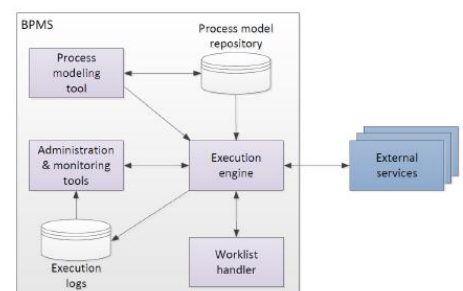 BPMS
Process model
repository
Process
modeling
tool
Administration
& monitoring
tools
Execution
engine
External
services
Execution
logs
Worklist
handler